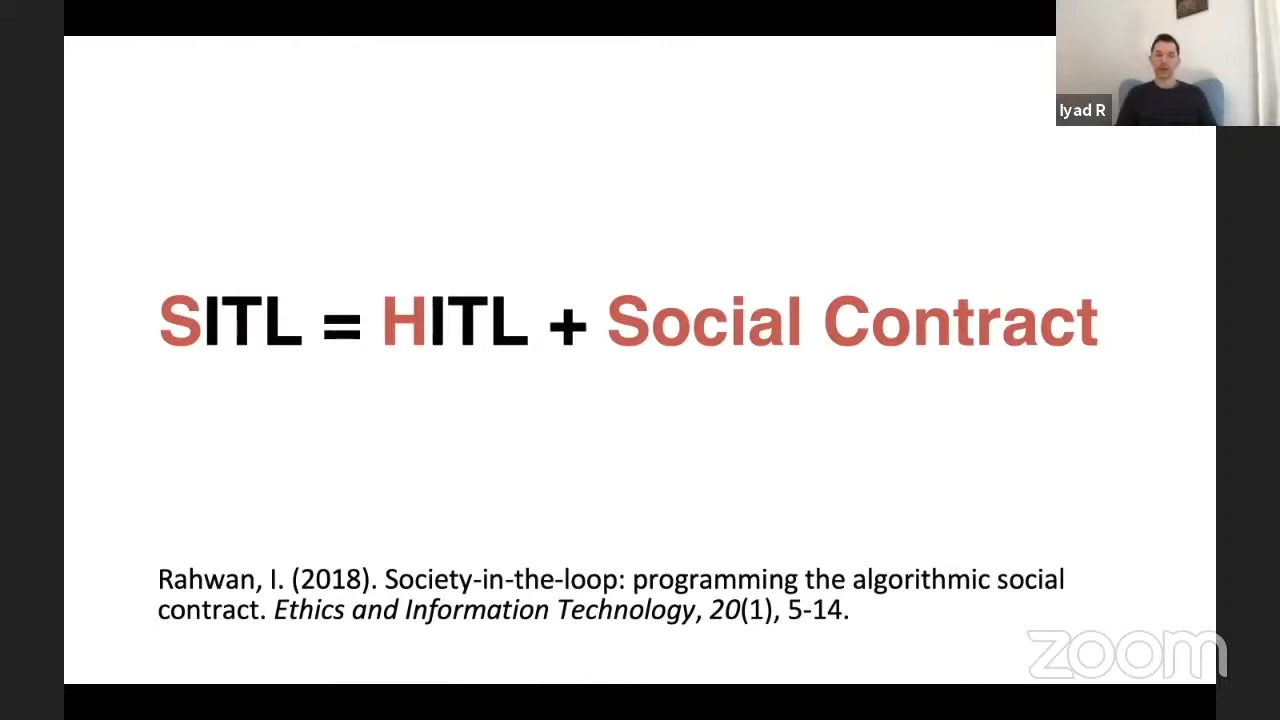 Iyad R
SITL = HITL + Social Contract
Rahwan, I. (2018). Society-in-the-loop: programming the algorithmic social
contract. Ethics and Information Technology, 20(1), 5-14.
zoom